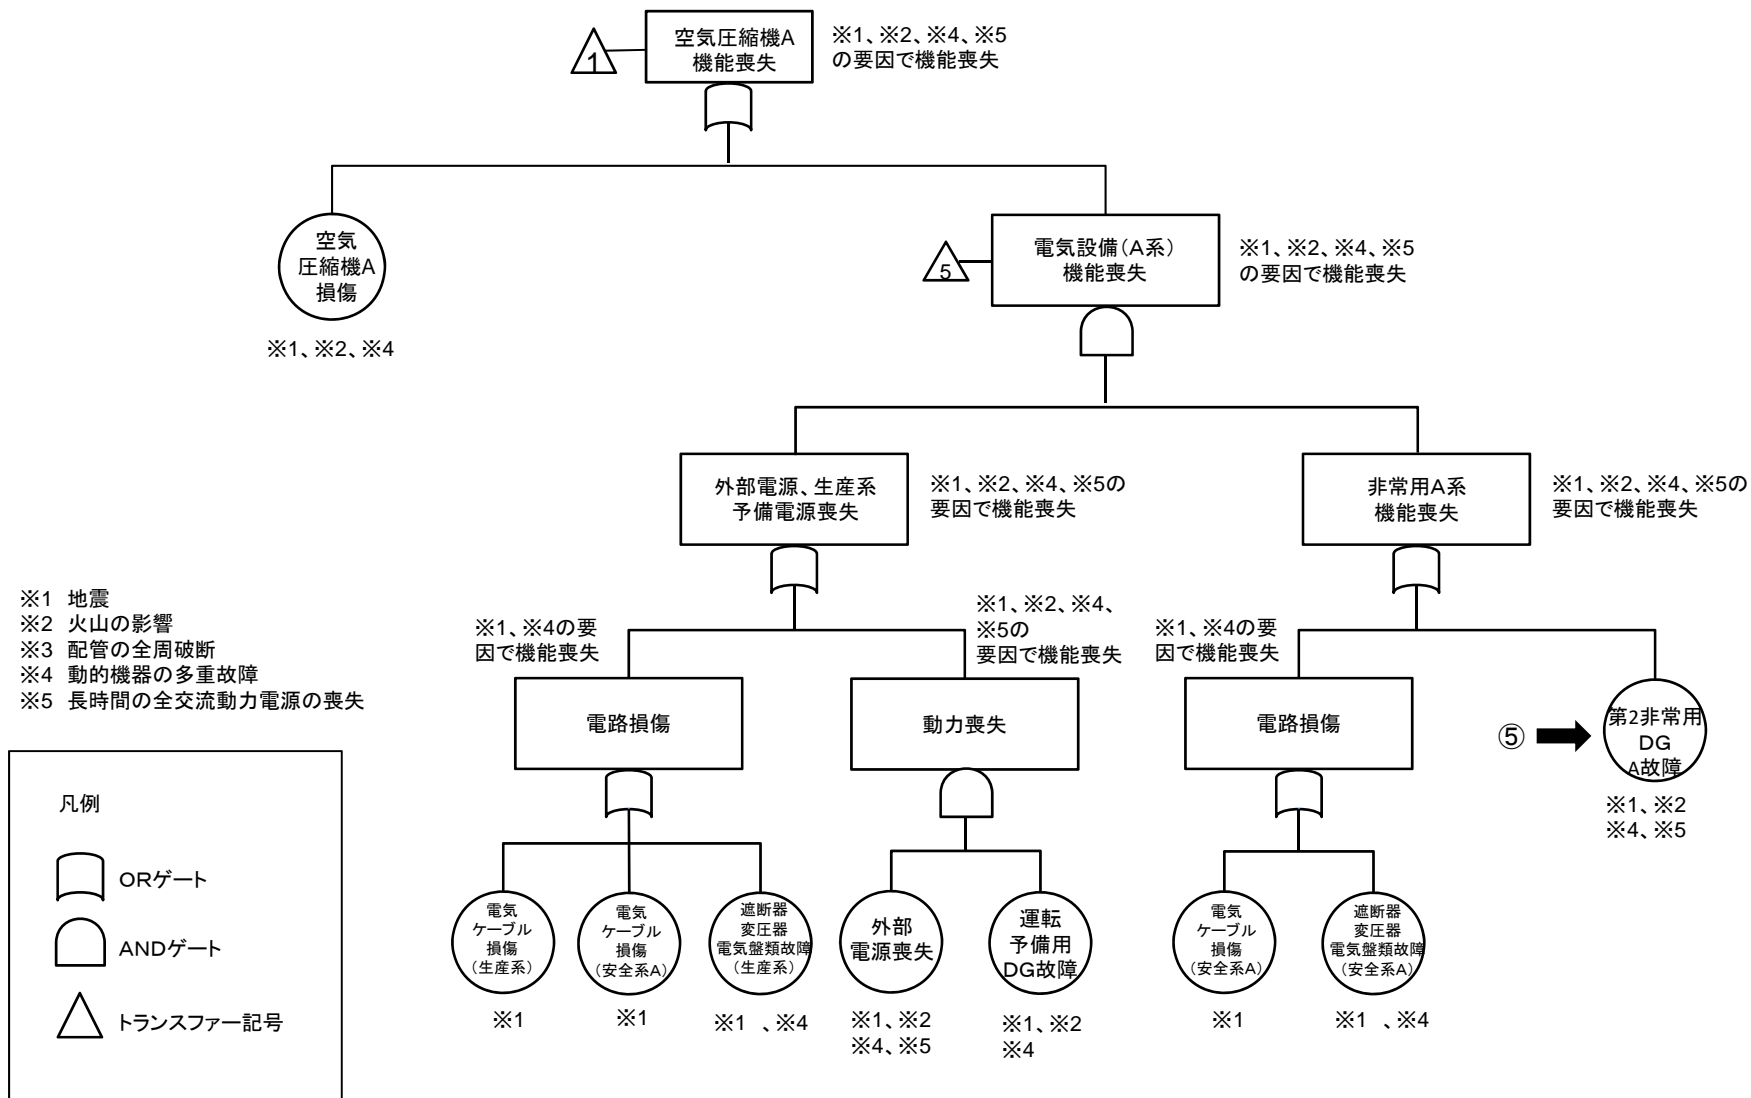 1
空気圧縮機A
機能喪失
※1、※2、※4、※5
の要因で機能喪失
空気
圧縮機A
損傷
※1、※2、※4
5
電気設備（A系）
機能喪失
※1、※2、※4、※5
の要因で機能喪失
外部電源、生産系
予備電源喪失
※1、※2、※4、※5の
要因で機能喪失
非常用A系
機能喪失
※1、※2、※4、※5の
要因で機能喪失
※1 地震
※2 火山の影響
※3 配管の全周破断
※4 動的機器の多重故障
※5 長時間の全交流動力電源の喪失
※1、※4の要
因で機能喪失
電路損傷
※1、※2、※4、
※5の
要因で機能喪失
動力喪失
※1、※4の要
因で機能喪失
電路損傷
⑤
第2非常用
DG
A故障
※1、※2
※4、※5
電気
ケーブル
損傷
（生産系）
※1
電気
ケーブル
損傷
（安全系A）
※1
遮断器
変圧器
電気盤類故障
（生産系）
※1 、※4
外部
電源喪失
※1、※2
※4、※5
運転
予備用
DG故障
※1、※2
※4
電気
ケーブル
損傷
（安全系A）
※1
遮断器
変圧器
電気盤類故障
（安全系A）
※1 、※4
凡例
ORゲート
ANDゲート
トランスファー記号